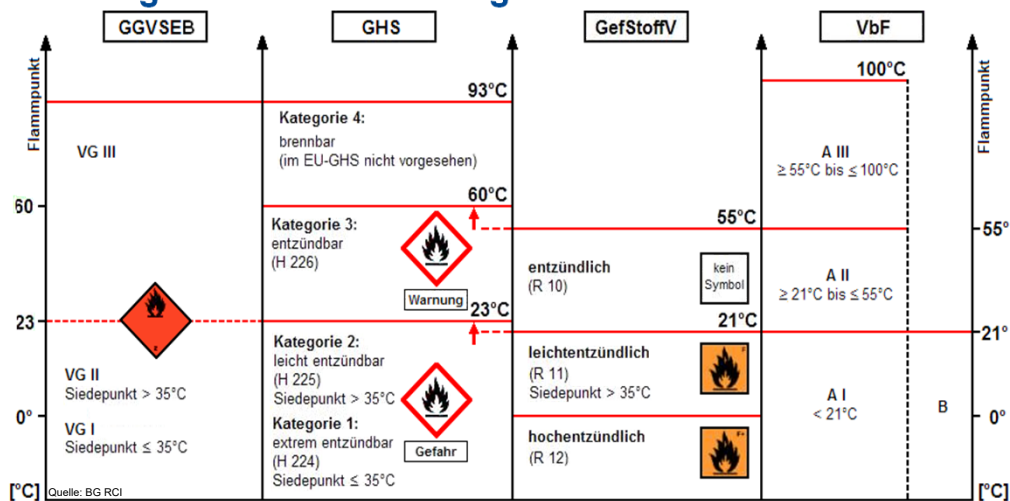 GGVSEB
GHS
GefStoffV
VbF
Flammpunkt
60
23
0°
[°C]
VG III
VG II
Siedepunkt > 35°C
VG I
Siedepunkt ≤ 35°C
Quelle: BG RCI
93°C
Kategorie 4:
brennbar
(im EU-GHS nicht vorgesehen)
60°C
Kategorie 3:
entzündbar
(H 226)
Warnung
23°C
Kategorie 2:
leicht entzündbar
(H 225)
Siedepunkt > 35°C
Kategorie 1:
extrem entzündbar
(H 224)
Siedepunkt ≤ 35°C
Gefahr
55°C
entzündlich
(R 10)
kein
Symbol
21°C
leichtentzündlich
(R 11)
Siedepunkt > 35°C
hochentzündlich
(R 12)
F+
100°C
A III
≥ 55°C bis ≤ 100°C
A II
≥ 21°C bis ≤ 55°C
A I
< 21°C
B
Flammpunkt
55°
21°
0°
[°C]